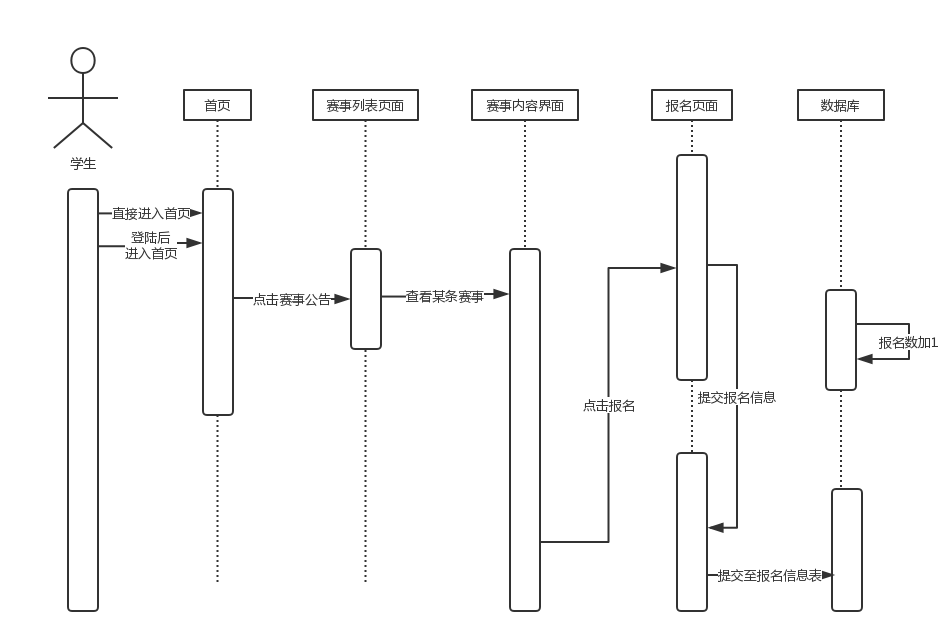 首页
赛事列表页面
赛事内容界面
报名页面
数据库
学生
直接进入首页
登陆后
进入首页
点击赛事公告
查看某条赛事
报名数加1
提交报名信息
点击报名
提交至报名信息表